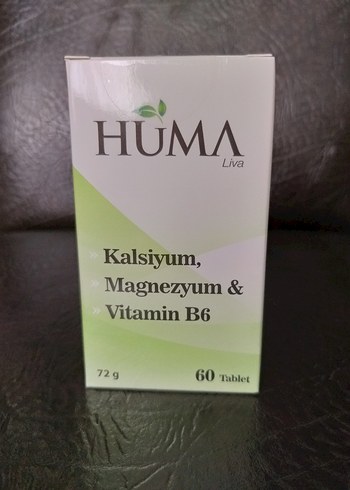 HUMA
Liva
Kalsiyum,
Magnezyum &
Vitamin B6
72 g
60 Tablet